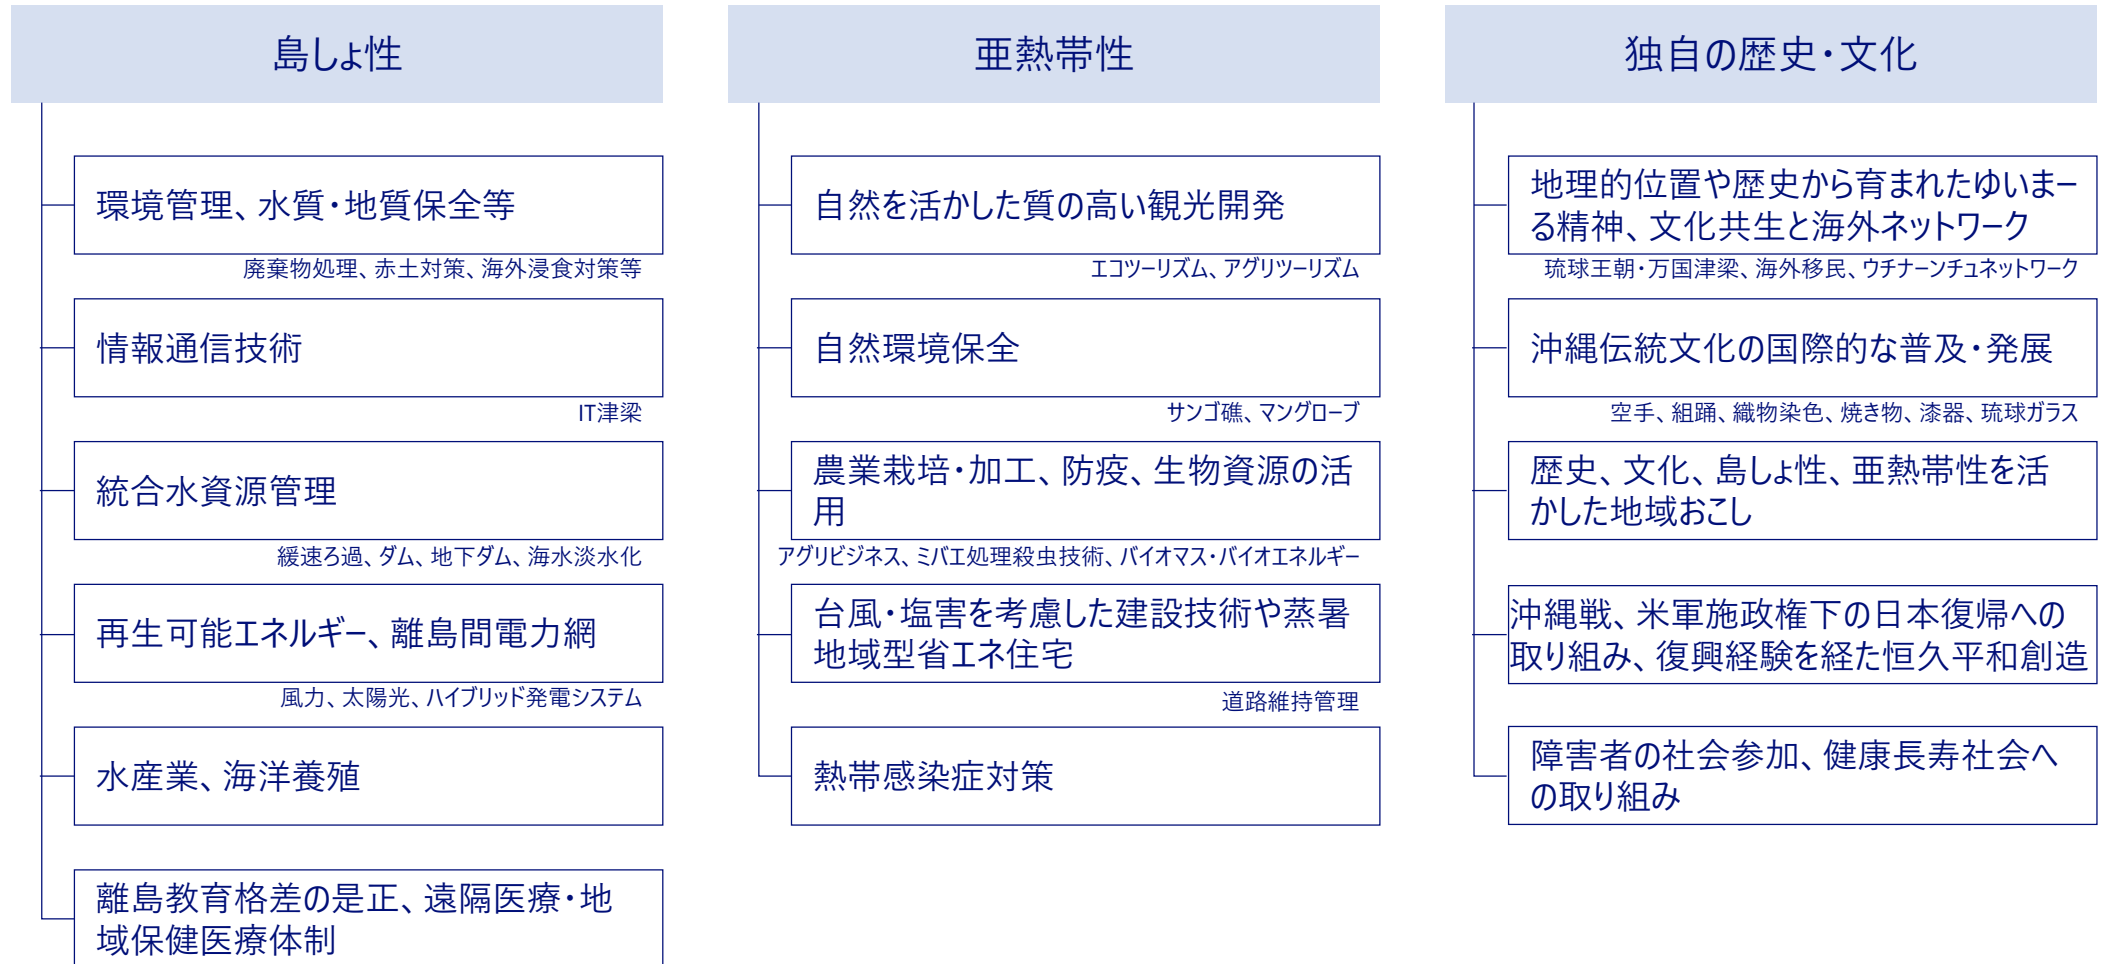 島しょ性
環境管理、水質・地質保全等
廃棄物処理、赤土対策、海外浸食対策等
情報通信技術
IT津梁
統合水資源管理
緩速ろ過、ダム、地下ダム、海水淡水化
再生可能エネルギー、離島間電力網
風力、太陽光、ハイブリッド発電システム
水産業、海洋養殖
離島教育格差の是正、遠隔医療・地
域保健医療体制
亜熱帯性
自然を活かした質の高い観光開発
エコツーリズム、アグリツーリズム
自然環境保全
サンゴ礁、マングローブ
農業栽培・加工、防疫、生物資源の活
用
アグリビジネス、ミバエ処理殺虫技術、バイオマス・バイオエネルギー
台風・塩害を考慮した建設技術や蒸暑
地域型省エネ住宅
道路維持管理
熱帯感染症対策
独自の歴史・文化
地理的位置や歴史から育まれたゆいまー
る精神、文化共生と海外ネットワーク
琉球王朝・万国津梁、海外移民、ウチナーンチュネットワーク
沖縄伝統文化の国際的な普及・発展
空手、組踊、織物染色、焼き物、漆器、琉球ガラス
歴史、文化、島しょ性、亜熱帯性を活
かした地域おこし
沖縄戦、米軍施政権下の日本復帰への
取り組み、復興経験を経た恒久平和創造
障害者の社会参加、健康長寿社会へ
の取り組み